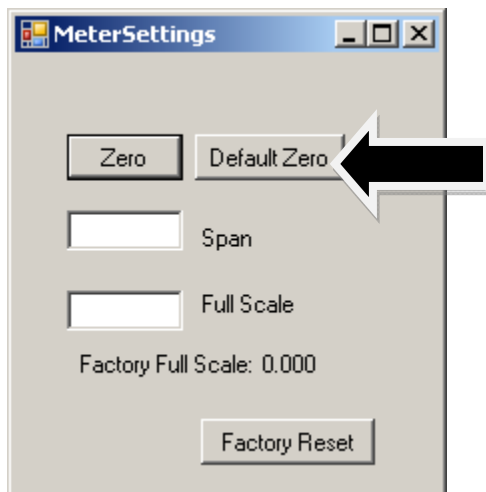 MeterSettings
Zero Default Zero
Span
Full Scale
Factory Full Scale: 0.000
Factory Reset